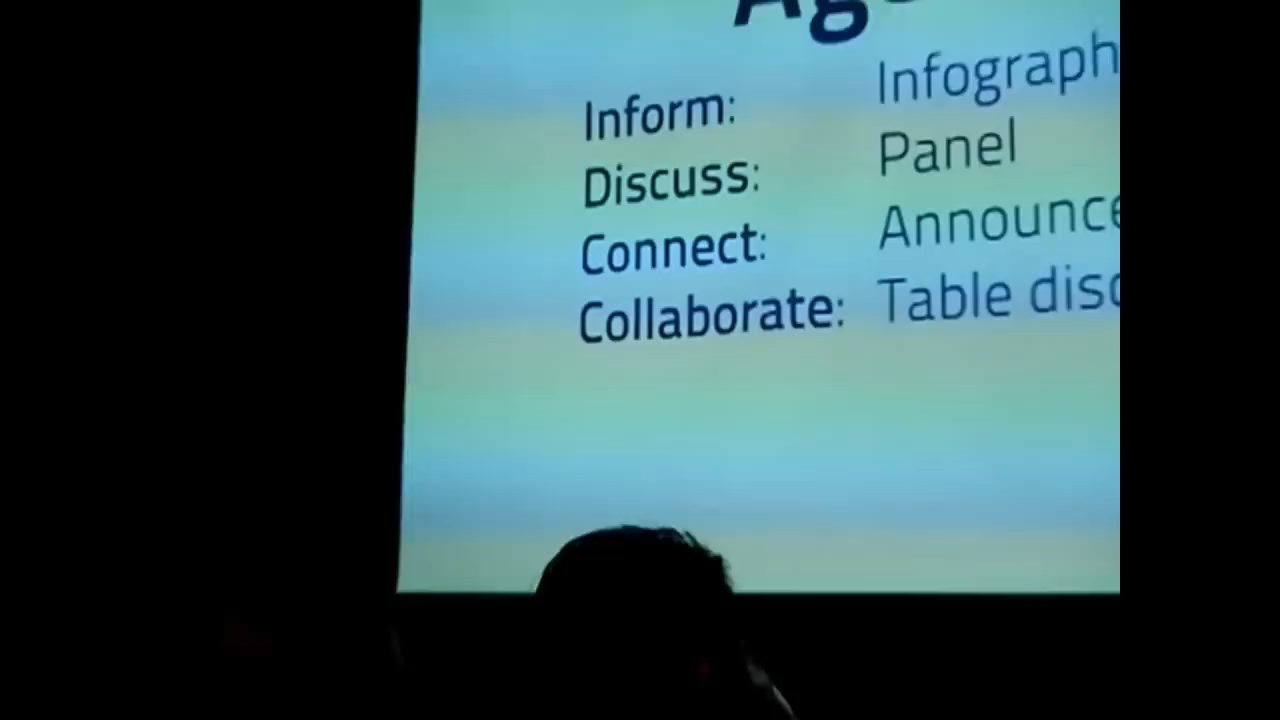 Inform: Infograph
Discuss: Panel
Connect: Announce
Collaborate: Table disc